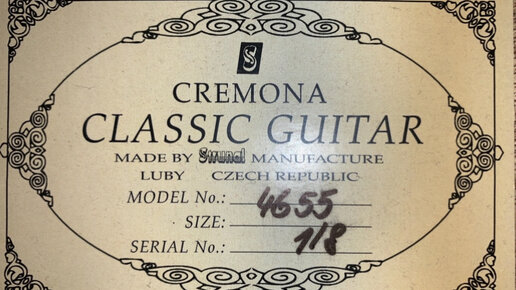 S
CREMONA
CLASSIC GUITAR
MADE BY Strunal MANUFACTURE
LUBY CZECH REPUBLIC
MODEL No.: 4655
SIZE:
SERIAL No.: 1/8